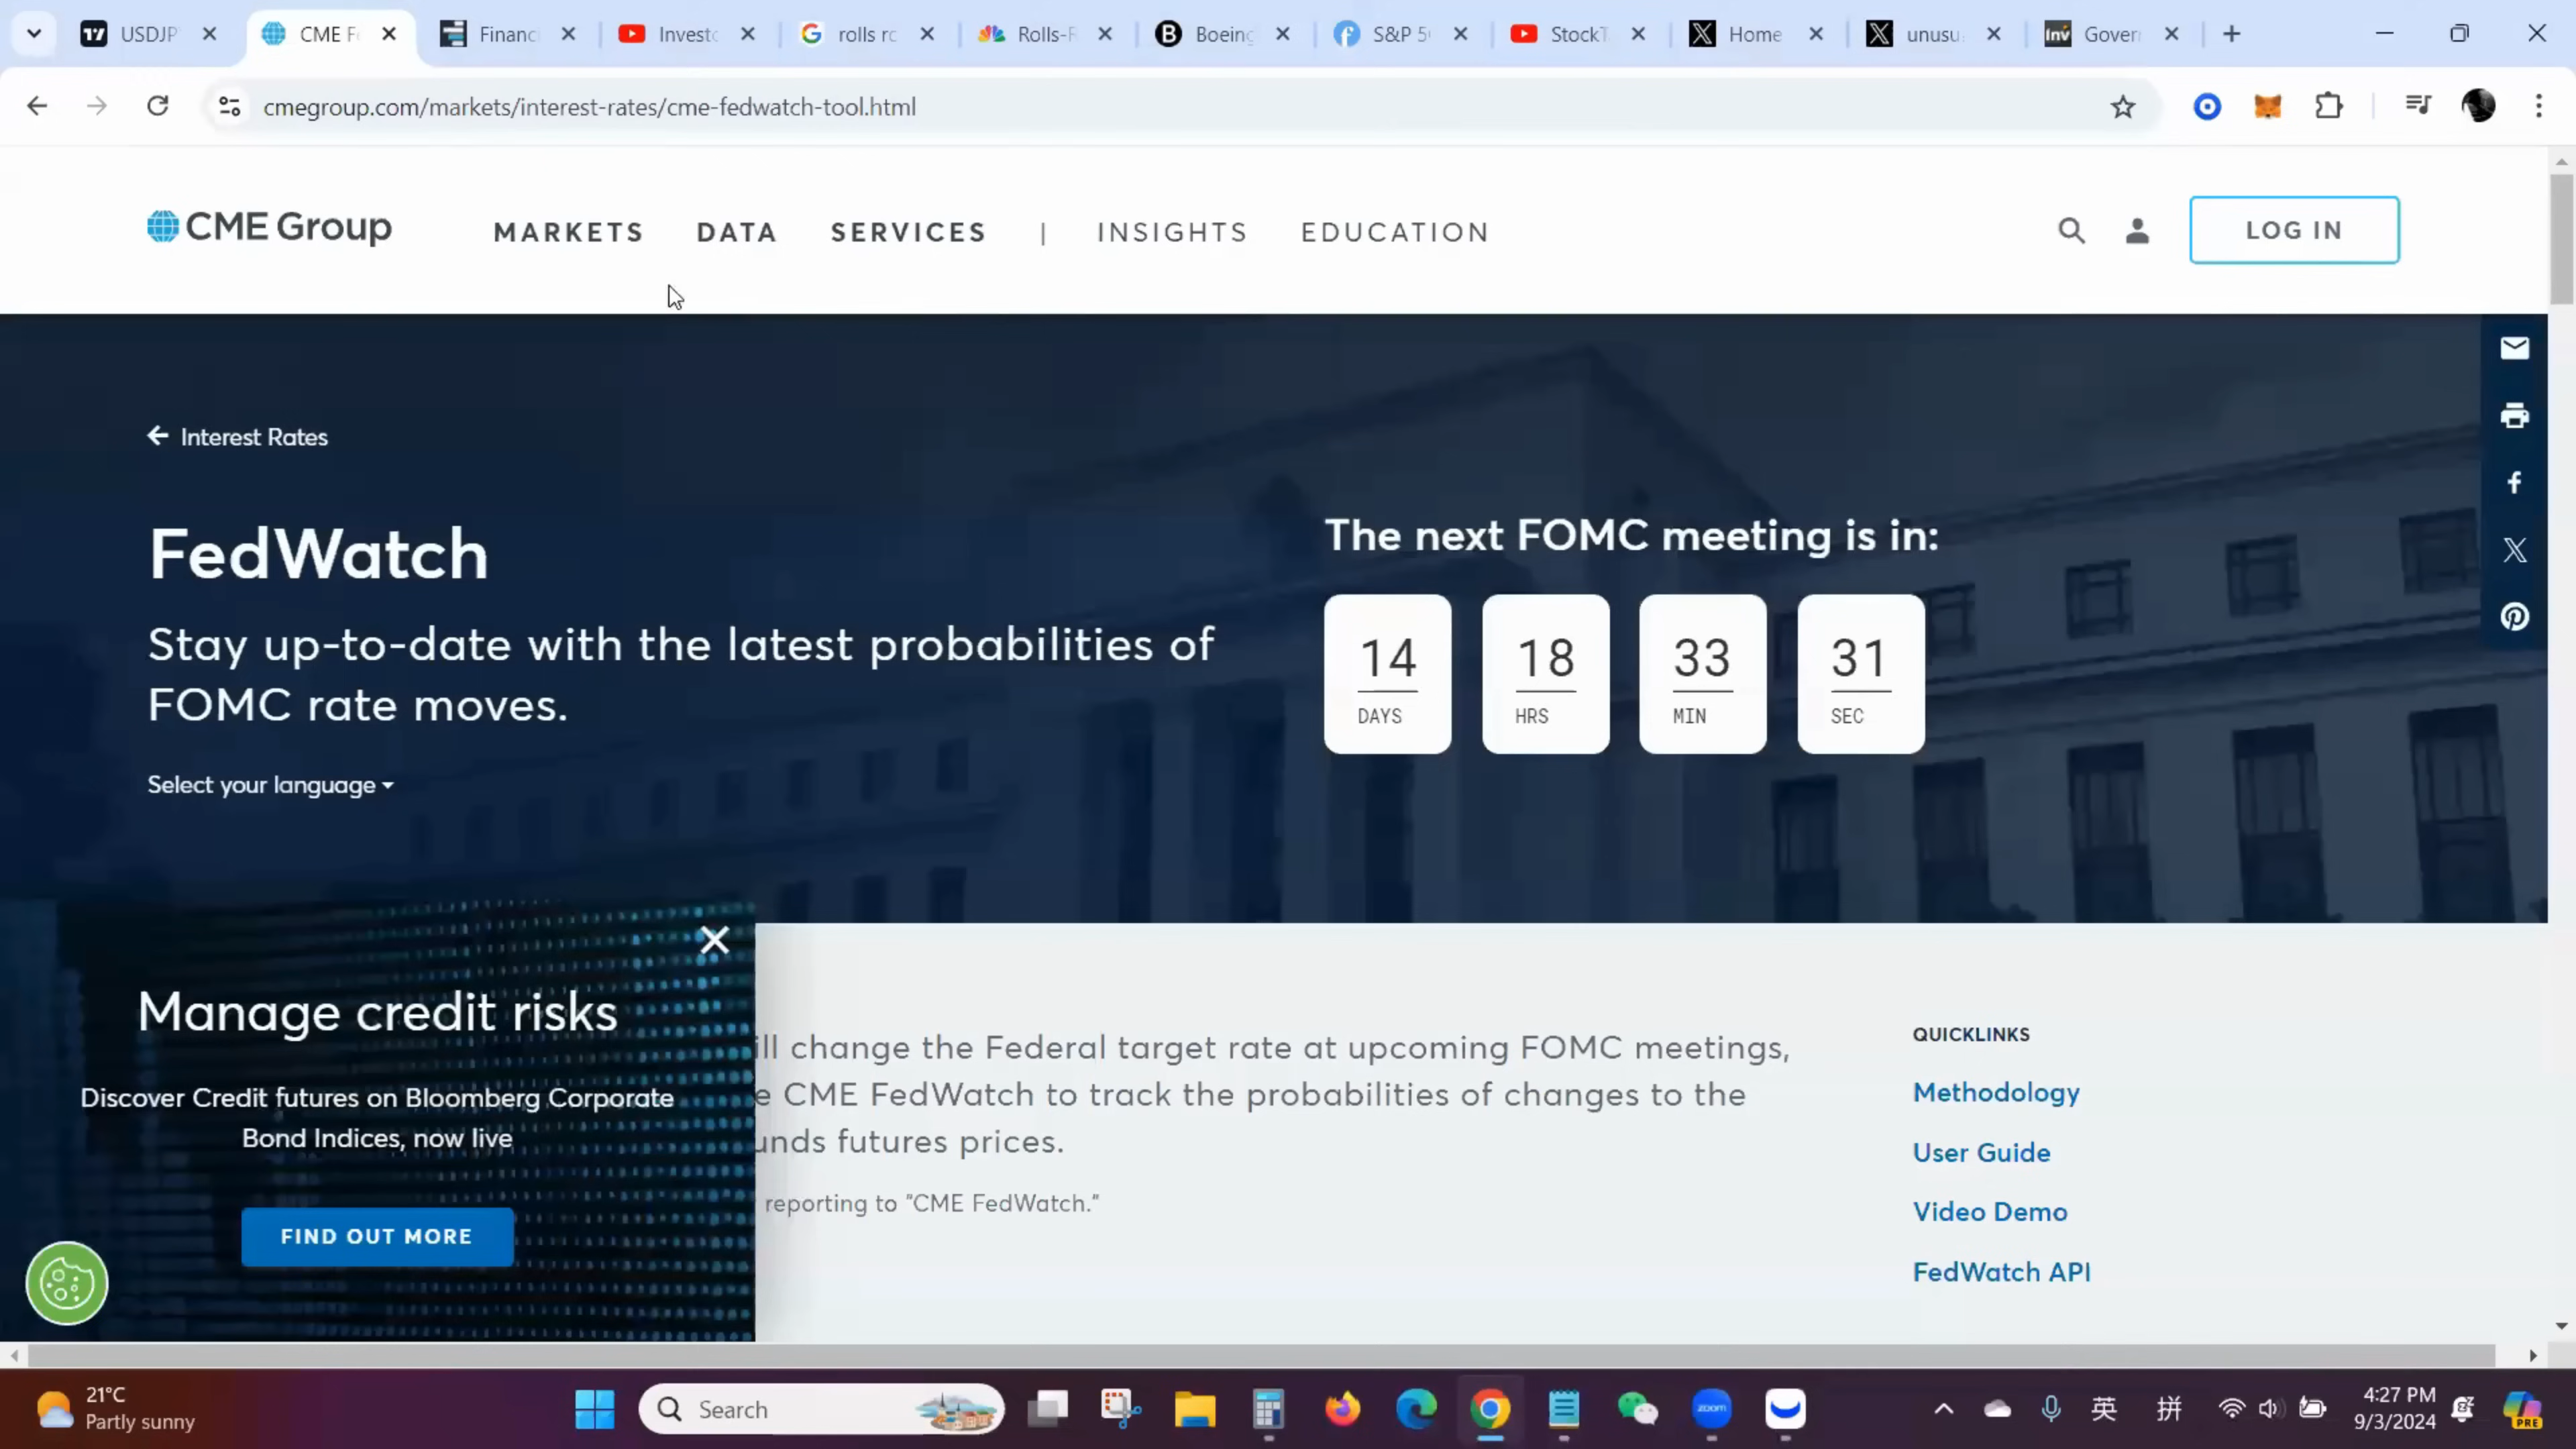 USDJP
CME F
Financ
Invest
rolls ro
Rolls-R
Boeing
S&P 5
StockT
Home
unusu
Gover
cmegroup.com/markets/interest-rates/cme-fedwatch-tool.html
CME Group
MARKETS
DATA
SERVICES
|
INSIGHTS
EDUCATION
LOG IN
Interest Rates
FedWatch
Stay up-to-date with the latest probabilities of
FOMC rate moves.
Select your language
The next FOMC meeting is in:
14 18 33 31
DAYS HRS MIN SEC
Manage credit risks
Discover Credit futures on Bloomberg Corporate
Bond Indices, now live
FIND OUT MORE
ill change the Federal target rate at upcoming FOMC meetings,
e CME FedWatch to track the probabilities of changes to the
unds futures prices.
reporting to “CME FedWatch.”
QUICKLINKS
Methodology
User Guide
Video Demo
FedWatch API
21°C
Partly sunny
Search
zoom
英
拼
4:27 PM
9/3/2024
PRE